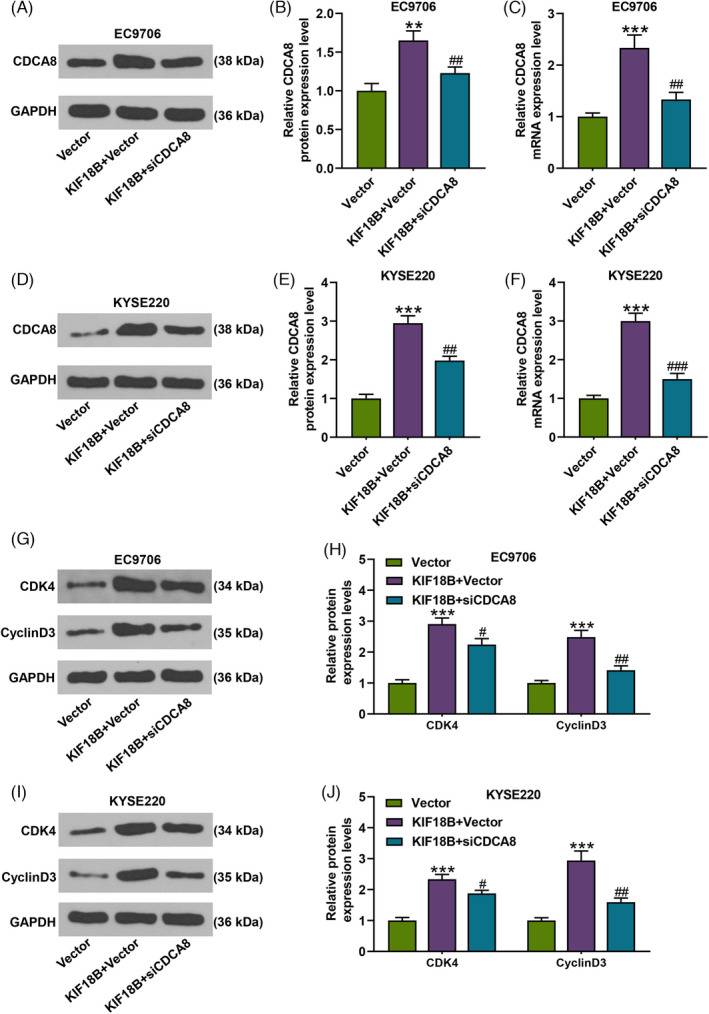 (A)
EC9706
CDCA8
(38 kDa)
GAPDH
(36 kDa)
Vector
KIF18B+Vector
KIF18B+siCDCA8
(B)
EC9706
Relative CDCA8
protein expression level
2.0
1.5
1.0
0.5
0.0
**
##
Vector
KIF18B+Vector
KIF18B+siCDCA8
(C)
EC9706
Relative CDCA8
mRNA expression level
3
2
1
0
***
##
Vector
KIF18B+Vector
KIF18B+siCDCA8
(D)
KYSE220
CDCA8
(38 kDa)
GAPDH
(36 kDa)
Vector
KIF18B+Vector
KIF18B+siCDCA8
(E)
KYSE220
Relative CDCA8
protein expression level
4
3
2
1
0
***
##
Vector
KIF18B+Vector
KIF18B+siCDCA8
(F)
KYSE220
Relative CDCA8
mRNA expression level
4
3
2
1
0
***
###
Vector
KIF18B+Vector
KIF18B+siCDCA8
(G)
EC9706
CDK4
(34 kDa)
CyclinD3
(35 kDa)
GAPDH
(36 kDa)
Vector
KIF18B+Vector
KIF18B+siCDCA8
(H)
EC9706
Relative protein
expression levels
5
4
3
2
1
0
Vector
KIF18B+Vector
KIF18B+siCDCA8
***
#
***
##
CDK4
CyclinD3
(I)
KYSE220
CDK4
(34 kDa)
CyclinD3
(35 kDa)
GAPDH
(36 kDa)
Vector
KIF18B+Vector
KIF18B+siCDCA8
(J)
KYSE220
Relative protein
expression levels
5
4
3
2
1
0
Vector
KIF18B+Vector
KIF18B+siCDCA8
***
#
***
##
CDK4
CyclinD3